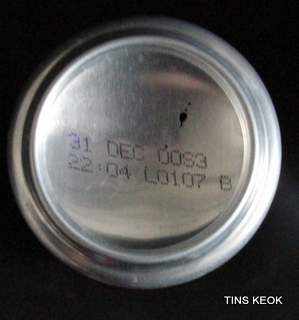 31 DEC 00S3
22:04 L0107 B
TINS KEOK